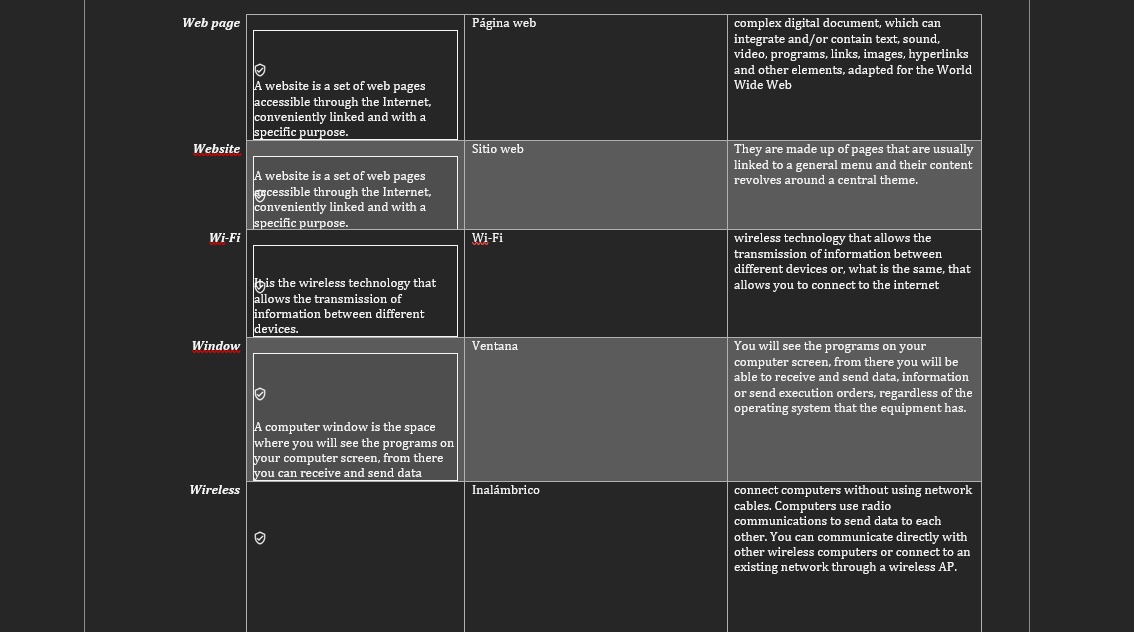 Web page
A website is a set of web pages
accessible through the Internet,
conveniently linked and with a
specific purpose.
Página web
complex digital document, which can
integrate and/or contain text, sound,
video, programs, links, images, hyperlinks
and other elements, adapted for the World
Wide Web
Website
A website is a set of web pages
accessible through the Internet,
conveniently linked and with a
specific purpose.
Sitio web
They are made up of pages that are usually
linked to a general menu and their content
revolves around a central theme.
Wi-Fi
It is the wireless technology that
allows the transmission of
information between different
devices.
Wi-Fi
wireless technology that allows the
transmission of information between
different devices or, what is the same, that
allows you to connect to the internet
Window
A computer window is the space
where you will see the programs on
your computer screen, from there
you can receive and send data
Ventana
You will see the programs on your
computer screen, from there you will be
able to receive and send data, information
or send execution orders, regardless of the
operating system that the equipment has.
Wireless
Inalámbrico
connect computers without using network
cables. Computers use radio
communications to send data to each
other. You can communicate directly with
other wireless computers or connect to an
existing network through a wireless AP.